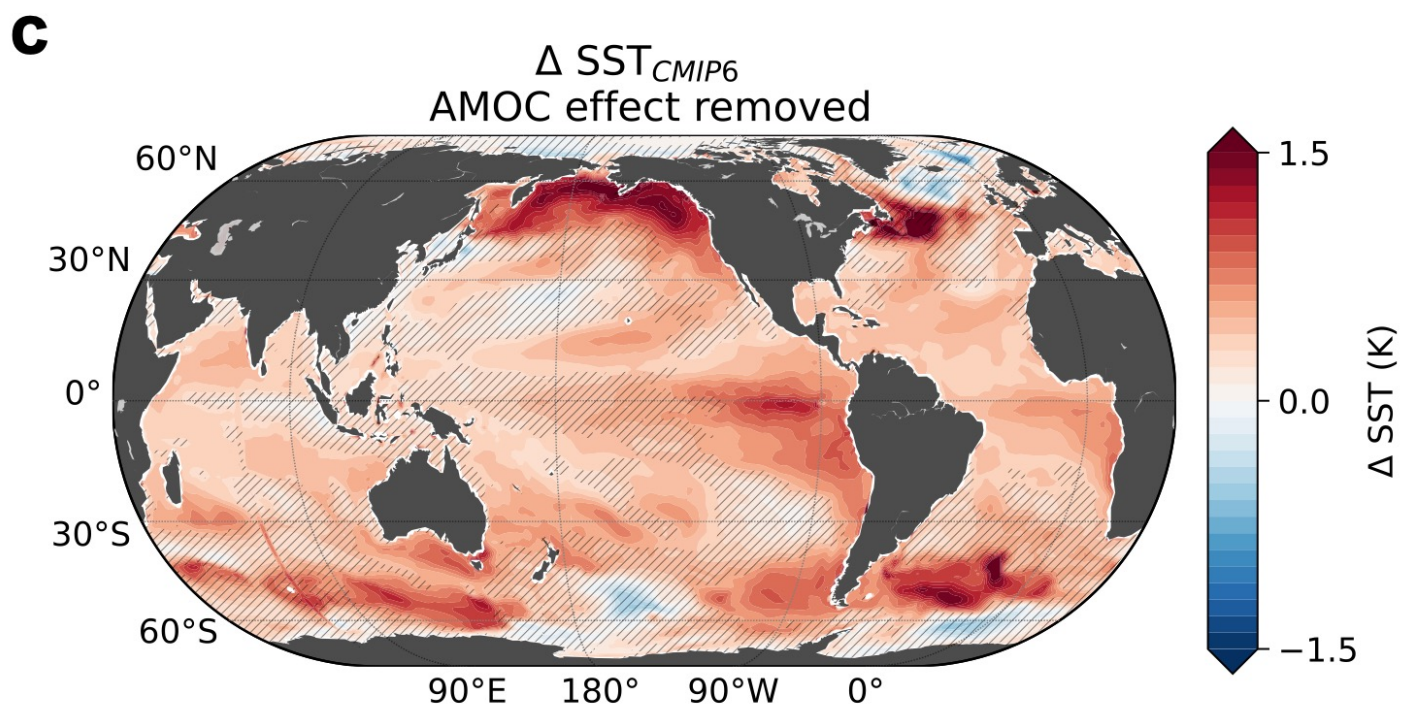 c
Δ SST_CMIP6
AMOC effect removed
60°N
30°N
0°
30°S
60°S
90°E 180° 90°W 0°
1.5
0.0
−1.5
Δ SST (K)